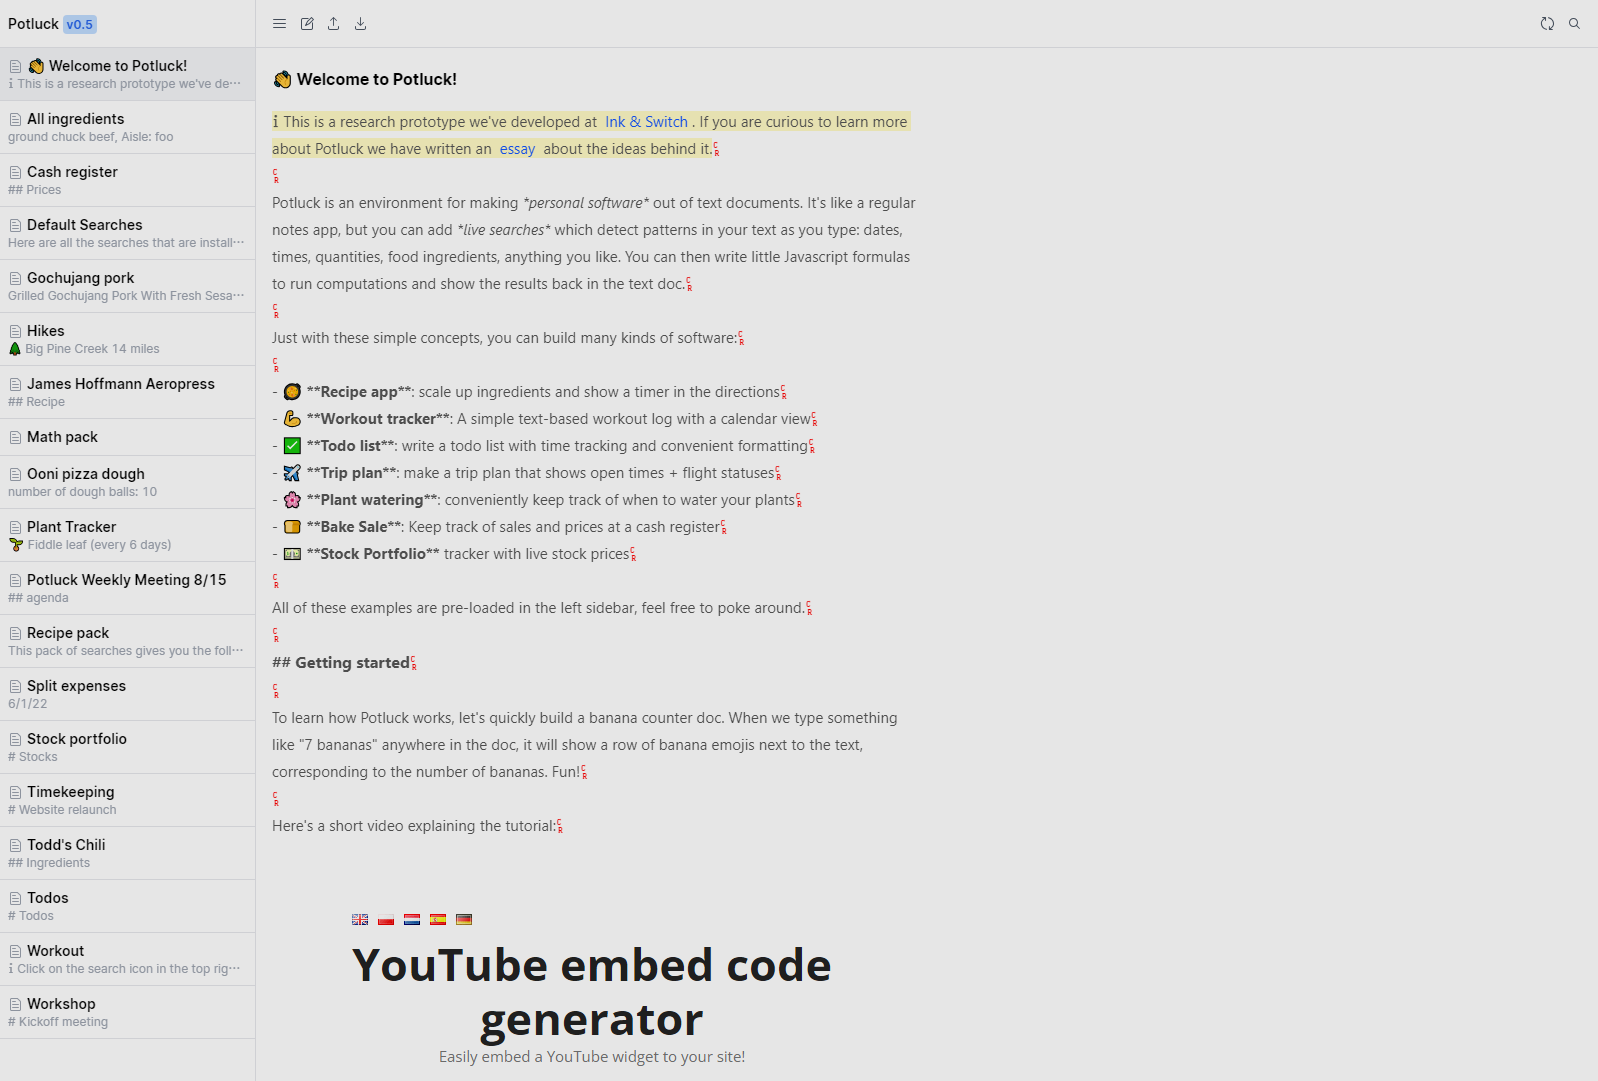 Potluck v0.5
👋 Welcome to Potluck!
ℹ This is a research prototype we've de···
All ingredients
ground chuck beef, Aisle: foo
Cash register
## Prices
Default Searches
Here are all the searches that are install···
Gochujang pork
Grilled Gochujang Pork With Fresh Sesa···
Hikes
🌲 Big Pine Creek 14 miles
James Hoffmann Aeropress
## Recipe
Math pack
Ooni pizza dough
number of dough balls: 10
Plant Tracker
🌱 Fiddle leaf (every 6 days)
Potluck Weekly Meeting 8/15
## agenda
Recipe pack
This pack of searches gives you the foll···
Split expenses
6/1/22
Stock portfolio
# Stocks
Timekeeping
# Website relaunch
Todd's Chili
## Ingredients
Todos
# Todos
Workout
ℹ Click on the search icon in the top rig···
Workshop
# Kickoff meeting
👋 Welcome to Potluck!
ℹ This is a research prototype we've developed at Ink & Switch . If you are curious to learn more
about Potluck we have written an essay about the ideas behind it.
Potluck is an environment for making *personal software* out of text documents. It's like a regular
notes app, but you can add *live searches* which detect patterns in your text as you type: dates,
times, quantities, food ingredients, anything you like. You can then write little Javascript formulas
to run computations and show the results back in the text doc.
Just with these simple concepts, you can build many kinds of software:
- 🥘 **Recipe app**: scale up ingredients and show a timer in the directions
- 💪 **Workout tracker**: A simple text-based workout log with a calendar view
- ✅ **Todo list**: write a todo list with time tracking and convenient formatting
- ✈️ **Trip plan**: make a trip plan that shows open times + flight statuses
- 🌸 **Plant watering**: conveniently keep track of when to water your plants
- 🍞 **Bake Sale**: Keep track of sales and prices at a cash register
- 💵 **Stock Portfolio** tracker with live stock prices
All of these examples are pre-loaded in the left sidebar, feel free to poke around.
## Getting started
To learn how Potluck works, let's quickly build a banana counter doc. When we type something
like "7 bananas" anywhere in the doc, it will show a row of banana emojis next to the text,
corresponding to the number of bananas. Fun!
Here's a short video explaining the tutorial:
YouTube embed code
generator
Easily embed a YouTube widget to your site!